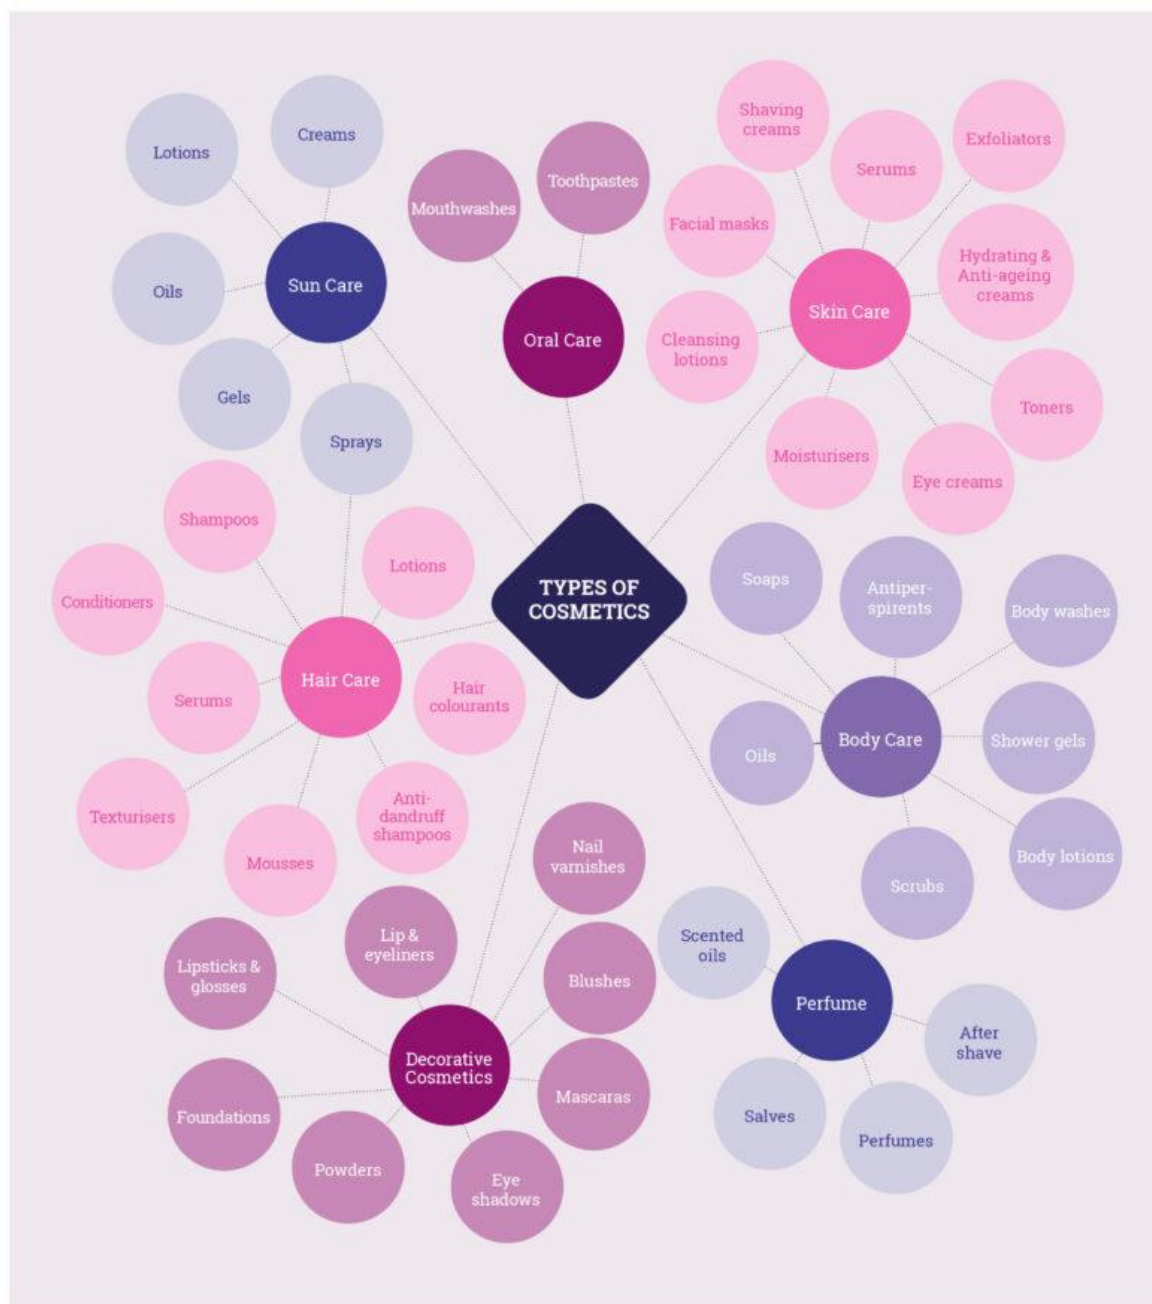 Creams
Lotions
Oils
Sun Care
Gels
Sprays
Toothpastes
Mouthwashes
Oral Care
Shaving
creams
Serums
Exfoliators
Facial masks
Hydrating &
Anti-ageing
creams
Skin Care
Cleansing
lotions
Toners
Moisturisers
Eye creams
TYPES OF
COSMETICS
Shampoos
Lotions
Conditioners
Hair Care
Serums
Hair
colourants
Texturisers
Anti-
dandruff
shampoos
Mousses
Soaps
Antiper-
spirents
Body washes
Oils
Body Care
Shower gels
Body lotions
Scrubs
Nail
varnishes
Lip &
eyeliners
Lipsticks &
glosses
Blushes
Decorative
Cosmetics
Mascaras
Foundations
Powders
Eye
shadows
Scented
oils
Perfume
After
shave
Salves
Perfumes